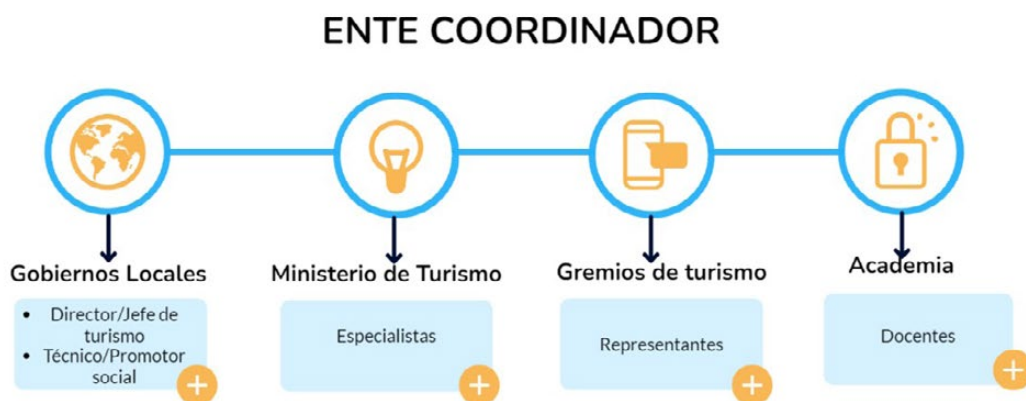 ENTE COORDINADOR
Gobiernos Locales
• Director/Jefe de
turismo
• Técnico/Promotor
social
Ministerio de Turismo
Especialistas
Gremios de turismo
Representantes
Academia
Docentes